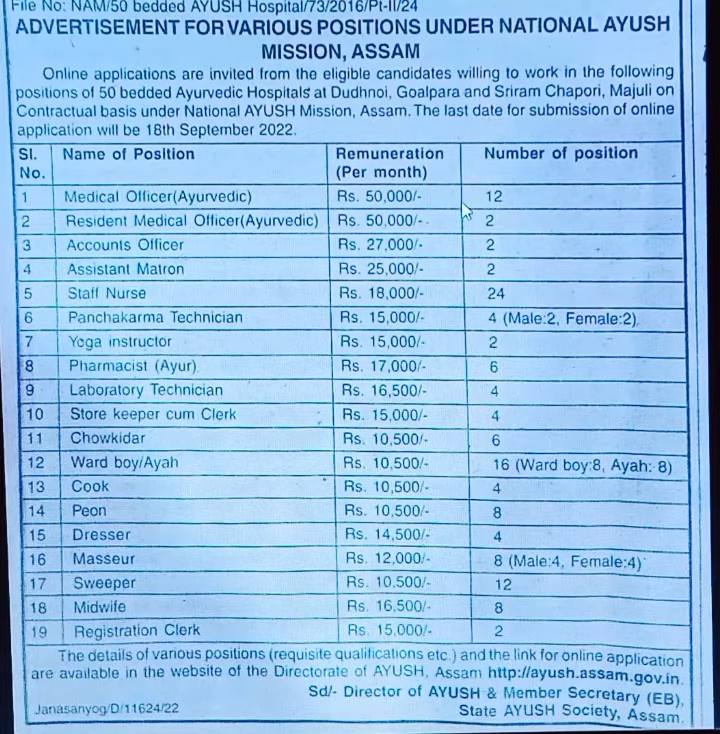 File No: NAM/50 bedded AYUSH Hospital/73/2016/Pt-II/24
ADVERTISEMENT FOR VARIOUS POSITIONS UNDER NATIONAL AYUSH
MISSION, ASSAM
Online applications are invited from the eligible candidates willing to work in the following
positions of 50 bedded Ayurvedic Hospitals at Dudhnoi, Goalpara and Sriram Chapori, Majuli on
Contractual basis under National AYUSH Mission, Assam. The last date for submission of online
application will be 18th September 2022.
Sl. No. Name of Position Remuneration (Per month) Number of position
1 Medical Officer(Ayurvedic) Rs. 50,000/- 12
2 Resident Medical Officer(Ayurvedic) Rs. 50,000/- 2
3 Accounts Officer Rs. 27,000/- 2
4 Assistant Matron Rs. 25,000/- 2
5 Staff Nurse Rs. 18,000/- 24
6 Panchakarma Technician Rs. 15,000/- 4 (Male:2, Female:2)
7 Yoga instructor Rs. 15,000/- 2
8 Pharmacist (Ayur) Rs. 17,000/- 6
9 Laboratory Technician Rs. 16,500/- 4
10 Store keeper cum Clerk Rs. 15,000/- 4
11 Chowkidar Rs. 10,500/- 6
12 Ward boy/Ayah Rs. 10,500/- 16 (Ward boy:8, Ayah: 8)
13 Cook Rs. 10,500/- 4
14 Peon Rs. 10,500/- 8
15 Dresser Rs. 14,500/- 4
16 Masseur Rs. 12,000/- 8 (Male:4, Female:4)
17 Sweeper Rs. 10,500/- 12
18 Midwife Rs. 16,500/- 8
19 Registration Clerk Rs. 15,000/- 2
The details of various positions (requisite qualifications etc.) and the link for online application
are available in the website of the Directorate of AYUSH, Assam http://ayush.assam.gov.in.
Sd/- Director of AYUSH & Member Secretary (EB),
Janasanyog/D/11624/22 State AYUSH Society, Assam.